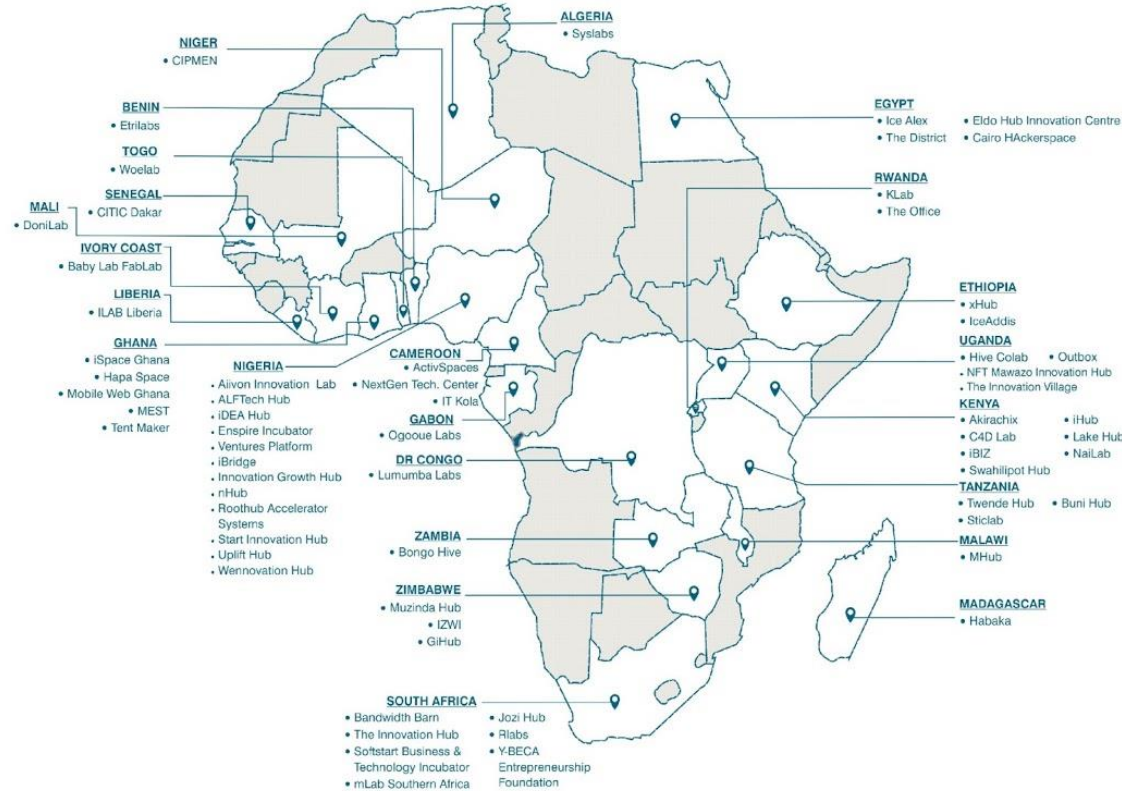 ALGERIA
• Syslabs
NIGER
• CIPMEN
BENIN
• Etrilabs
TOGO
• Woelab
SENEGAL
• CITIC Dakar
MALI
• DoniLab
IVORY COAST
• Baby Lab FabLab
LIBERIA
• ILAB Liberia
GHANA
• iSpace Ghana
• Hapa Space
• Mobile Web Ghana
• MEST
• Tent Maker
NIGERIA
• Aiivon Innovation Lab
• ALFTech Hub
• iDEA Hub
• Enspire Incubator
• Ventures Platform
• iBridge
• Innovation Growth Hub
• nHub
• Roothub Accelerator
Systems
• Start Innovation Hub
• Uplift Hub
• Wennovation Hub
CAMEROON
• ActivSpaces
• NextGen Tech. Center
• IT Kola
GABON
• Ogooue Labs
DR CONGO
• Lumumba Labs
ZAMBIA
• Bongo Hive
ZIMBABWE
• Muzinda Hub
• IZWI
• GiHub
SOUTH AFRICA
• Bandwidth Barn
• The Innovation Hub
• Softstart Business &
Technology Incubator
• mLab Southern Africa
• Jozi Hub
• Rlabs
• Y-BECA
Entrepreneurship
Foundation
EGYPT
• Ice Alex
• The District
• Eldo Hub Innovation Centre
• Cairo HAckerspace
RWANDA
• KLab
• The Office
ETHIOPIA
• xHub
• IceAddis
UGANDA
• Hive Colab • Outbox
• NFT Mawazo Innovation Hub
• The Innovation Village
KENYA
• Akirachix • iHub
• C4D Lab • Lake Hub
• iBIZ • NaiLab
• Swahilipot Hub
TANZANIA
• Twende Hub • Buni Hub
• Sticlab
MALAWI
• MHub
MADAGASCAR
• Habaka